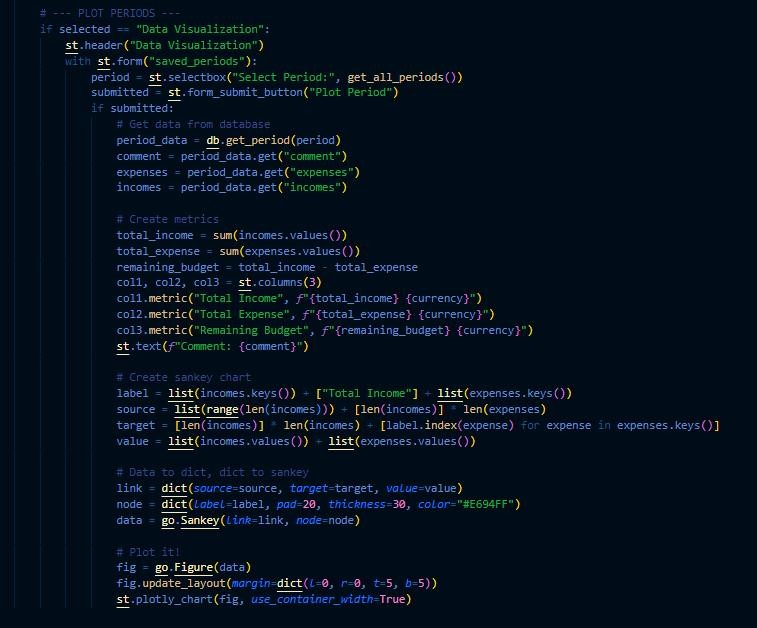 # --- PLOT PERIODS ---
if selected == "Data Visualization":
    st.header("Data Visualization")
    with st.form("saved_periods"):
        period = st.selectbox("Select Period:", get_all_periods())
        submitted = st.form_submit_button("Plot Period")
        if submitted:
            # Get data from database
            period_data = db.get_period(period)
            comment = period_data.get("comment")
            expenses = period_data.get("expenses")
            incomes = period_data.get("incomes")

            # Create metrics
            total_income = sum(incomes.values())
            total_expense = sum(expenses.values())
            remaining_budget = total_income - total_expense
            col1, col2, col3 = st.columns(3)
            col1.metric("Total Income", f"{total_income} {currency}")
            col2.metric("Total Expense", f"{total_expense} {currency}")
            col3.metric("Remaining Budget", f"{remaining_budget} {currency}")
            st.text(f"Comment: {comment}")

            # Create sankey chart
            label = list(incomes.keys()) + ["Total Income"] + list(expenses.keys())
            source = list(range(len(incomes))) + [len(incomes)] * len(expenses)
            target = [len(incomes)] * len(incomes) + [label.index(expense) for expense in expenses.keys()]
            value = list(incomes.values()) + list(expenses.values())

            # Data to dict, dict to sankey
            link = dict(source=source, target=target, value=value)
            node = dict(label=label, pad=20, thickness=30, color="#E694FF")
            data = go.Sankey(link=link, node=node)

            # Plot it!
            fig = go.Figure(data)
            fig.update_layout(margin=dict(l=0, r=0, t=5, b=5))
            st.plotly_chart(fig, use_container_width=True)